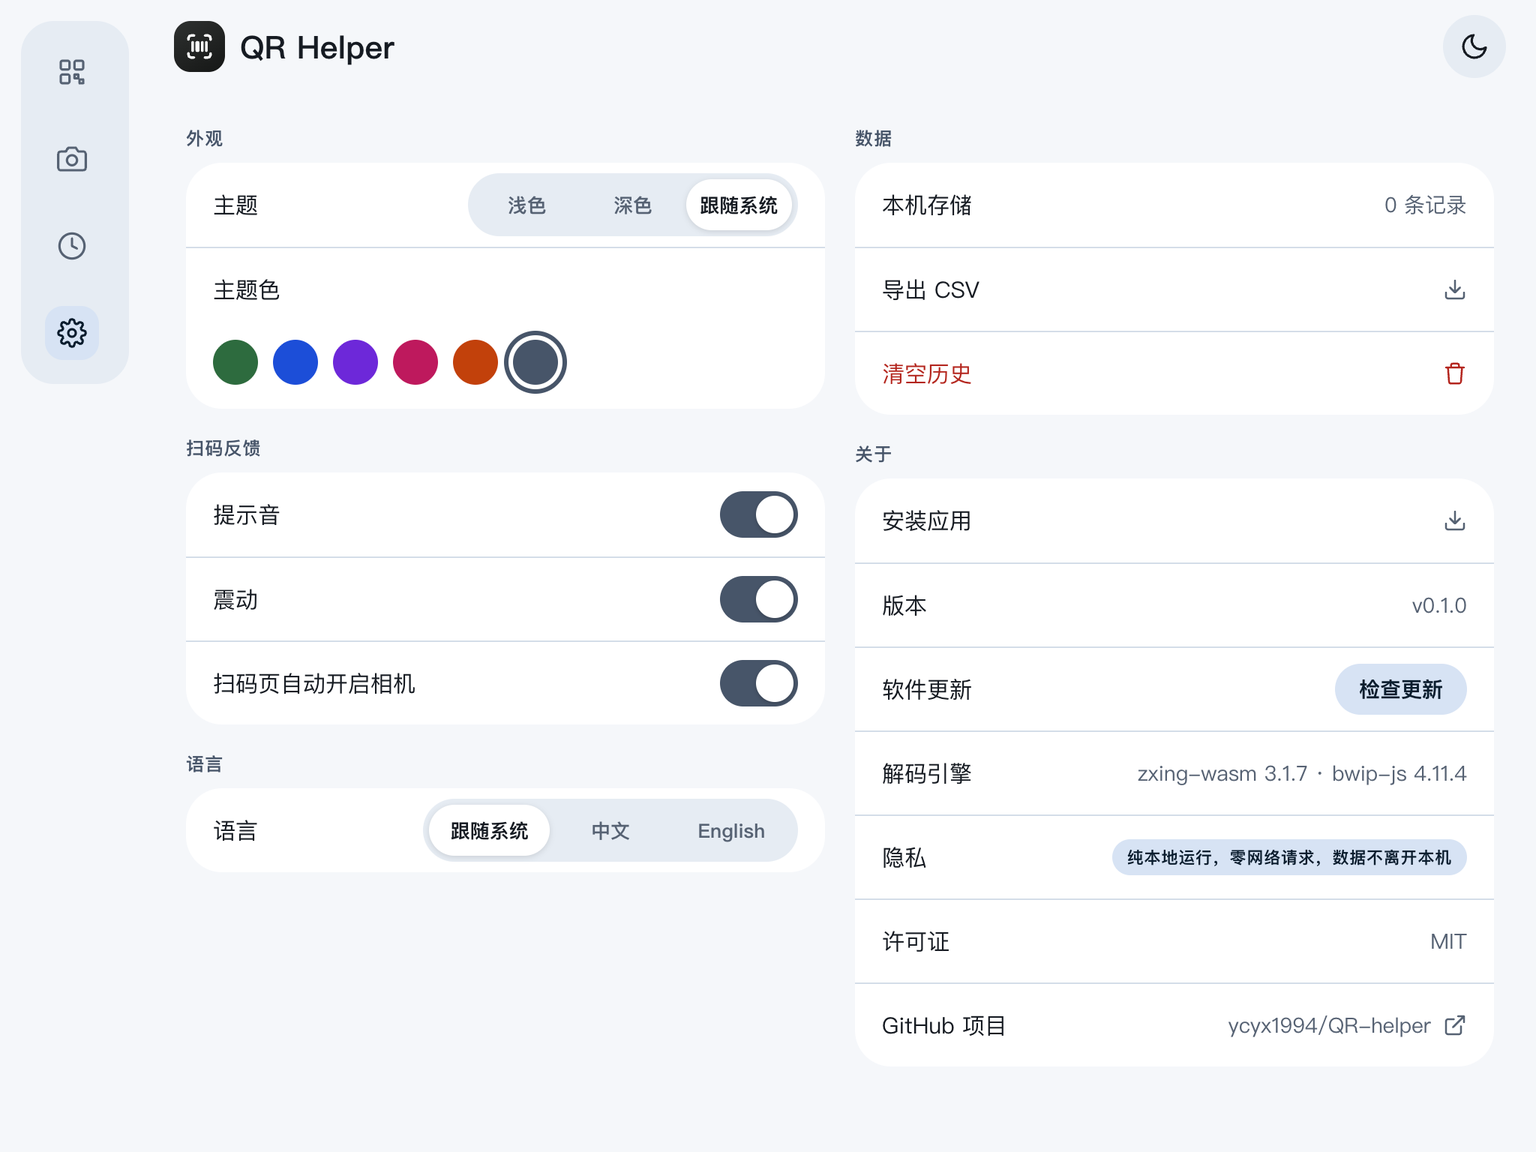 QR Helper
外观
主题
浅色 深色 跟随系统
主题色
扫码反馈
提示音
震动
扫码页自动开启相机
语言
语言
跟随系统 中文 English
数据
本机存储 0 条记录
导出 CSV
清空历史
关于
安装应用
版本 v0.1.0
软件更新 检查更新
解码引擎 zxing-wasm 3.1.7 · bwip-js 4.11.4
隐私 纯本地运行，零网络请求，数据不离开本机
许可证 MIT
GitHub 项目 ycyx1994/QR-helper